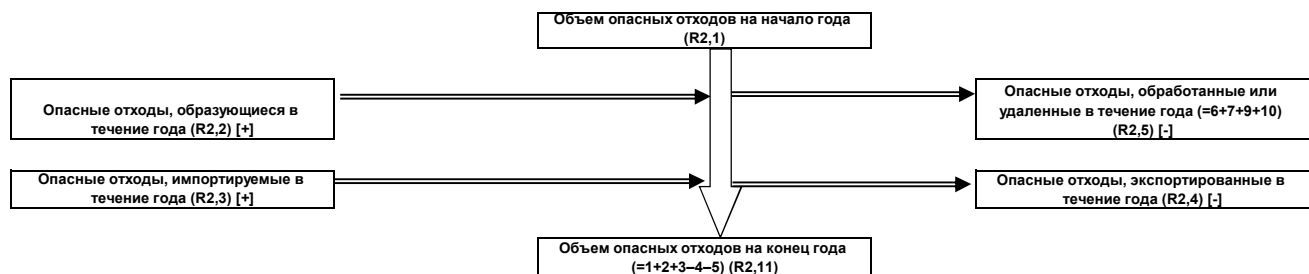 Объем опасных отходов на начало года
(R2,1)
Опасные отходы, образующиеся в
течение года (R2,2) [+]
Опасные отходы, обработанные или
удаленные в течение года (=6+7+9+10)
(R2,5) [-]
Опасные отходы, импортируемые в
течение года (R2,3) [+]
Опасные отходы, экспортированные в
течение года (R2,4) [-]
Объем опасных отходов на конец года
(=1+2+3–4–5) (R2,11)